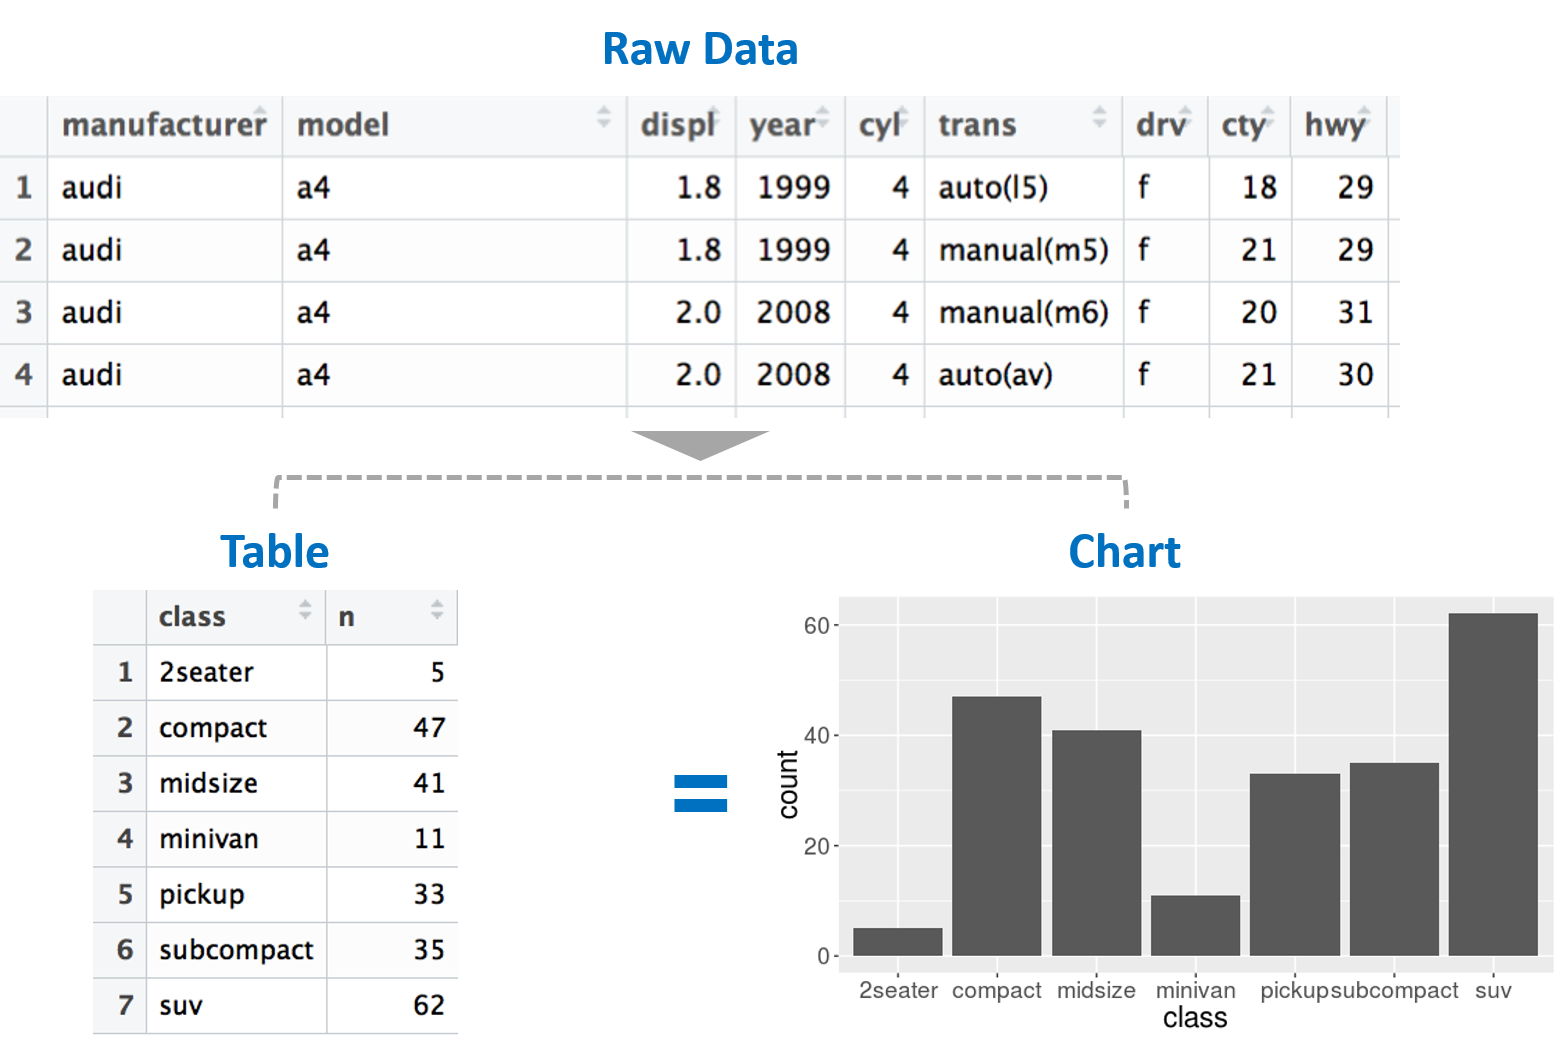 Raw Data
manufacturer model displ year cyl trans drv cty hwy
1 audi a4 1.8 1999 4 auto(l5) f 18 29
2 audi a4 1.8 1999 4 manual(m5) f 21 29
3 audi a4 2.0 2008 4 manual(m6) f 20 31
4 audi a4 2.0 2008 4 auto(av) f 21 30
Table
class n
1 2seater 5
2 compact 47
3 midsize 41
4 minivan 11
5 pickup 33
6 subcompact 35
7 suv 62
=
Chart
60
40
20
0
count
2seater compact midsize minivan pickup subcompact suv
class